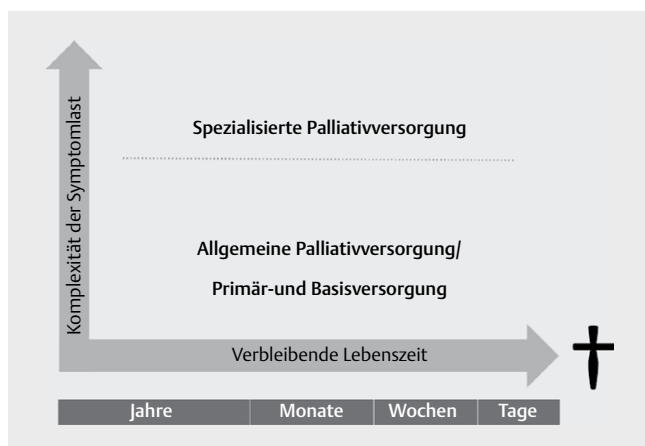 Komplexität der Symptomlast
Spezialisierte Palliativversorgung
Allgemeine Palliativversorgung/
Primär-und Basisversorgung
Verbleibende Lebenszeit
Jahre
Monate
Wochen
Tage